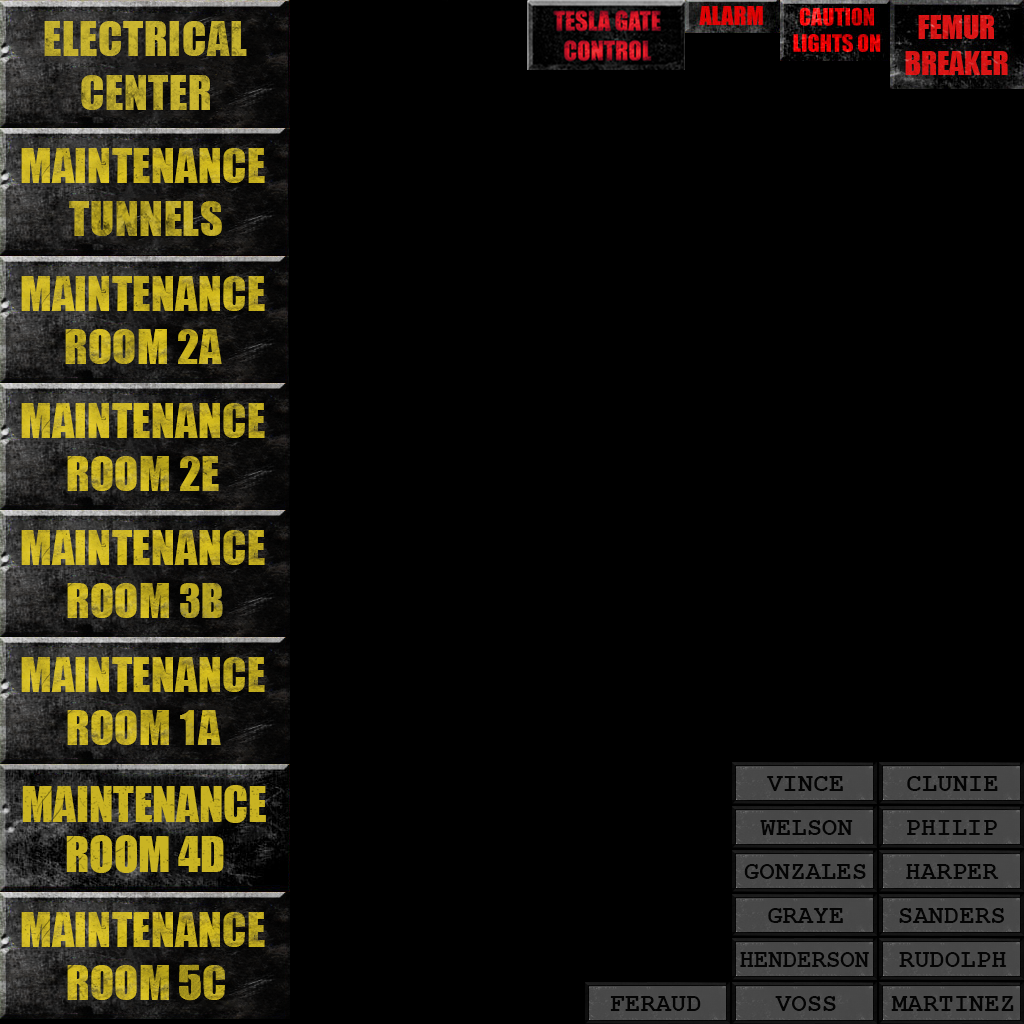 ELECTRICAL
CENTER
MAINTENANCE
TUNNELS
MAINTENANCE
ROOM 2A
MAINTENANCE
ROOM 2E
MAINTENANCE
ROOM 3B
MAINTENANCE
ROOM 1A
MAINTENANCE
ROOM 4D
MAINTENANCE
ROOM 5C
TESLA GATE
CONTROL
ALARM
CAUTION
LIGHTS ON
FEMUR
BREAKER
VINCE
CLUNIE
WELSON
PHILIP
GONZALES
HARPER
GRAYE
SANDERS
HENDERSON
RUDOLPH
FERAUD
VOSS
MARTINEZ